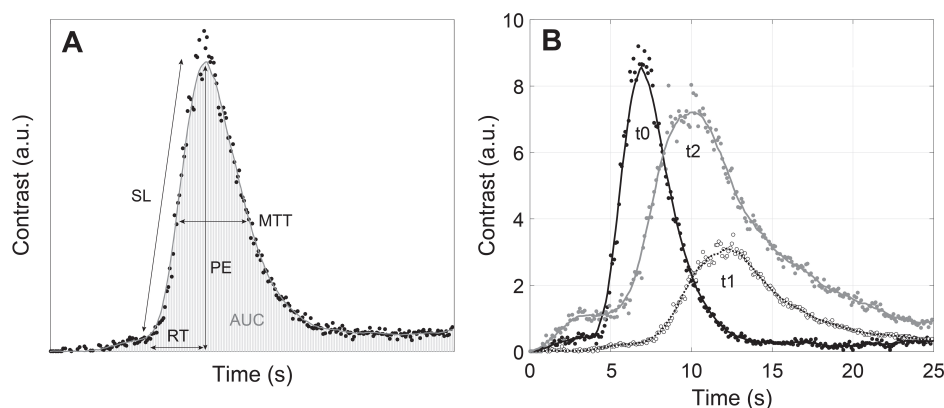 A
Contrast (a.u.)
SL
MTT
PE
AUC
RT
Time (s)
B
Contrast (a.u.)
10
8
6
4
2
0
t0
t2
t1
0 5 10 15 20 25
Time (s)